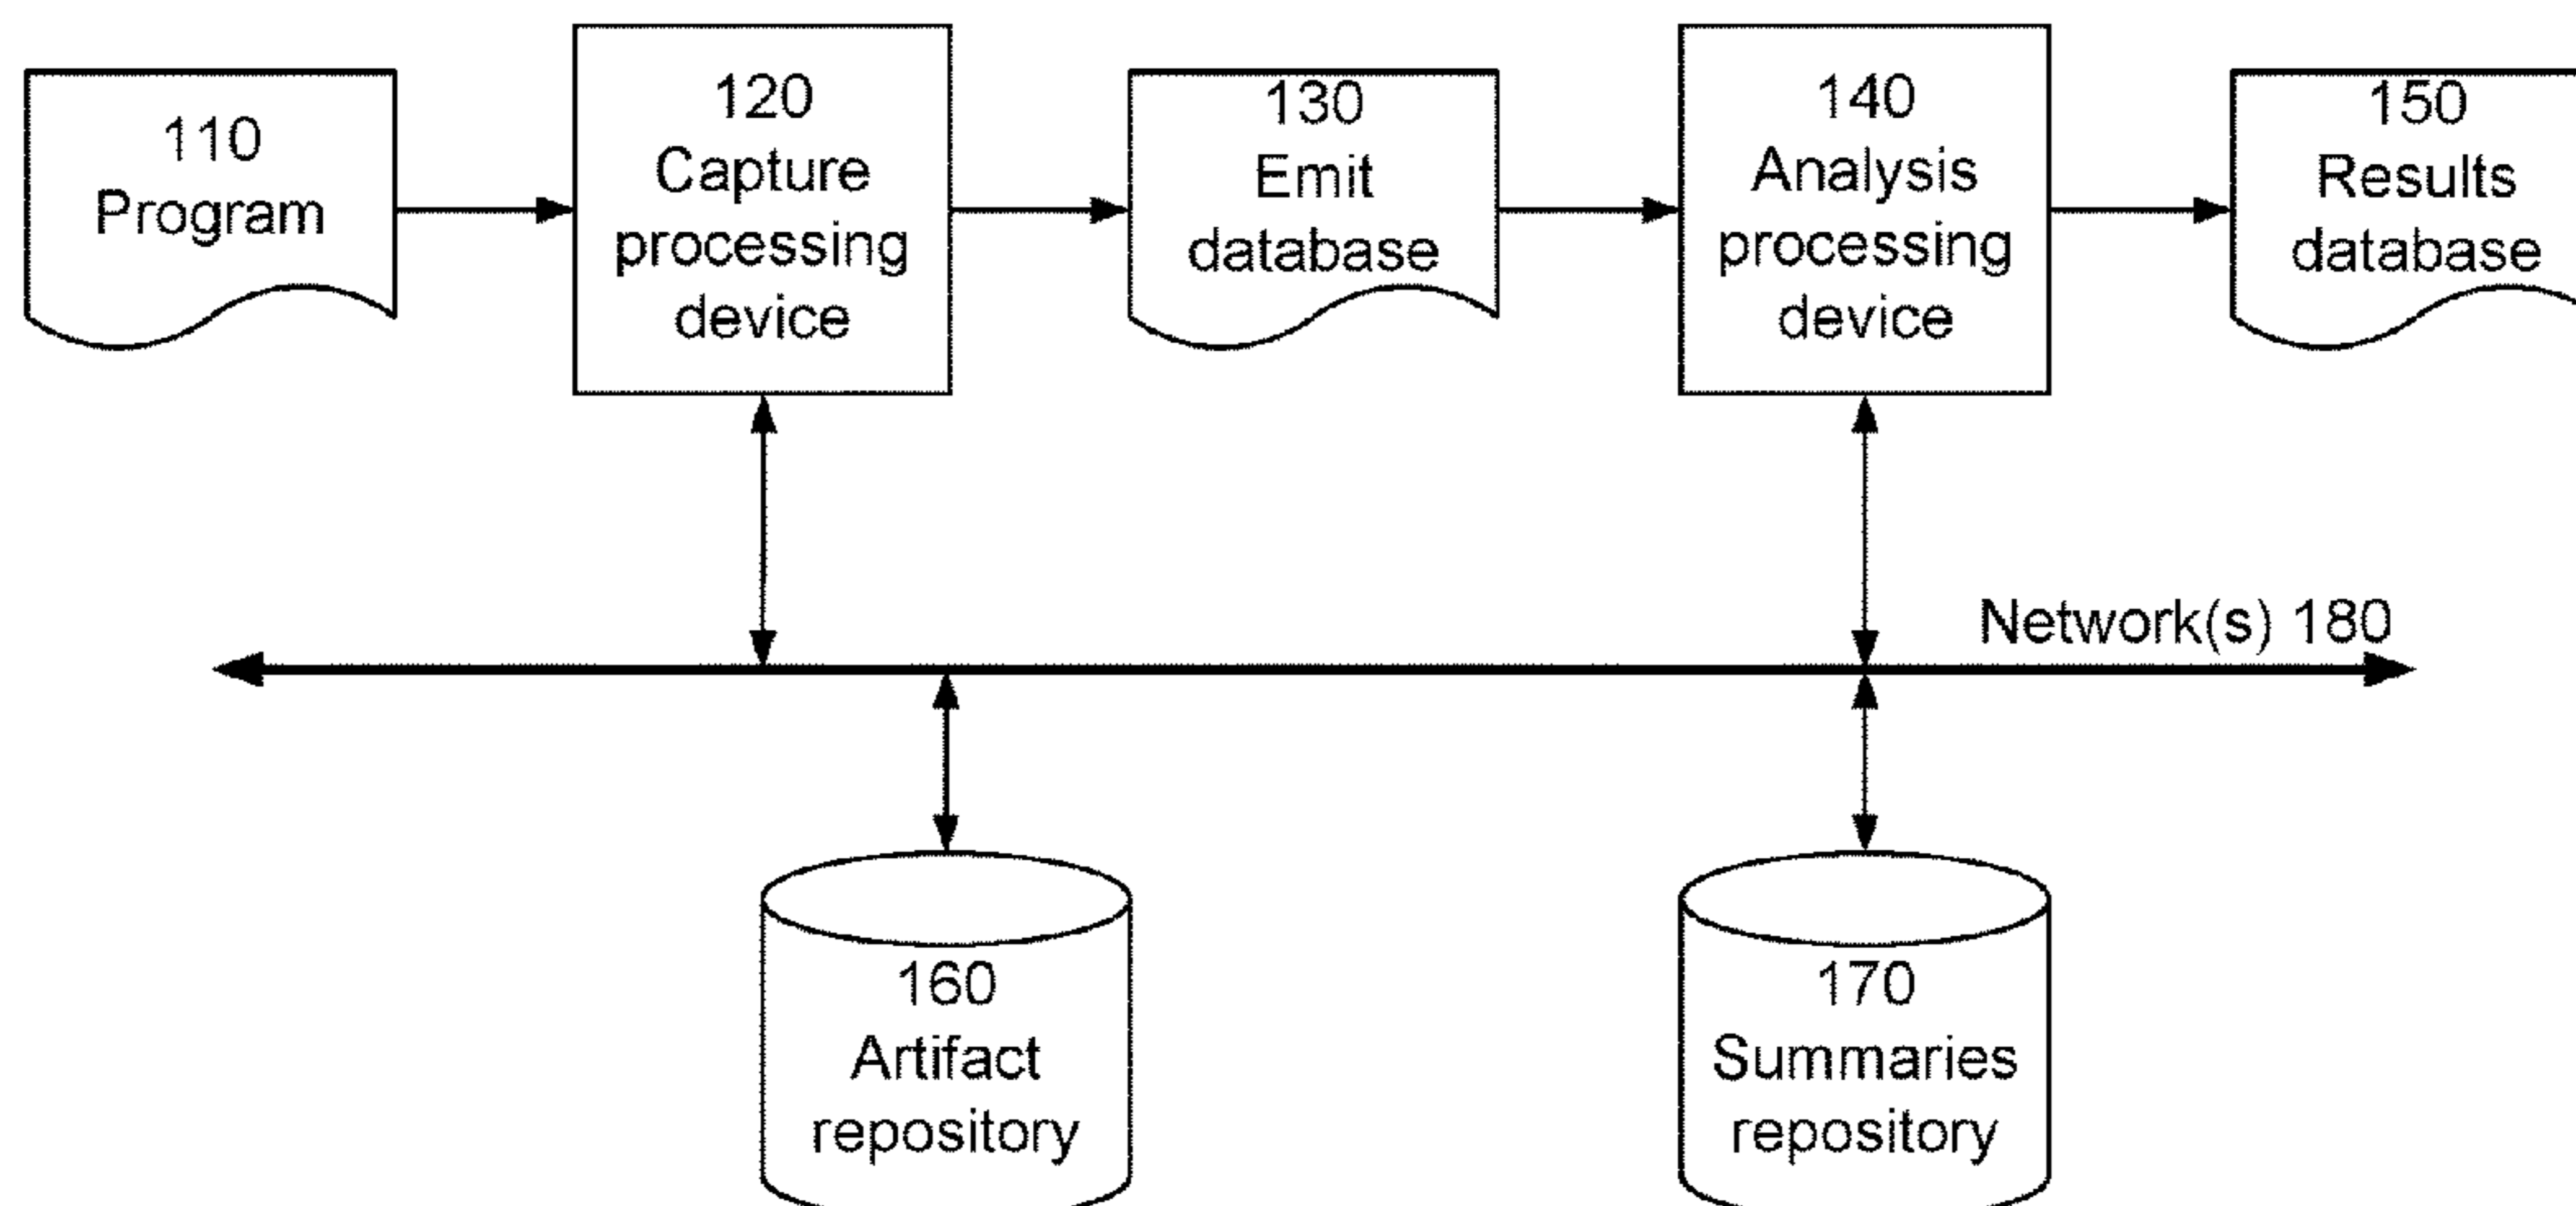 110
Program
120
Capture
processing
device
130
Emit
database
140
Analysis
processing
device
150
Results
database
Network(s) 180
160
Artifact
repository
170
Summaries
repository